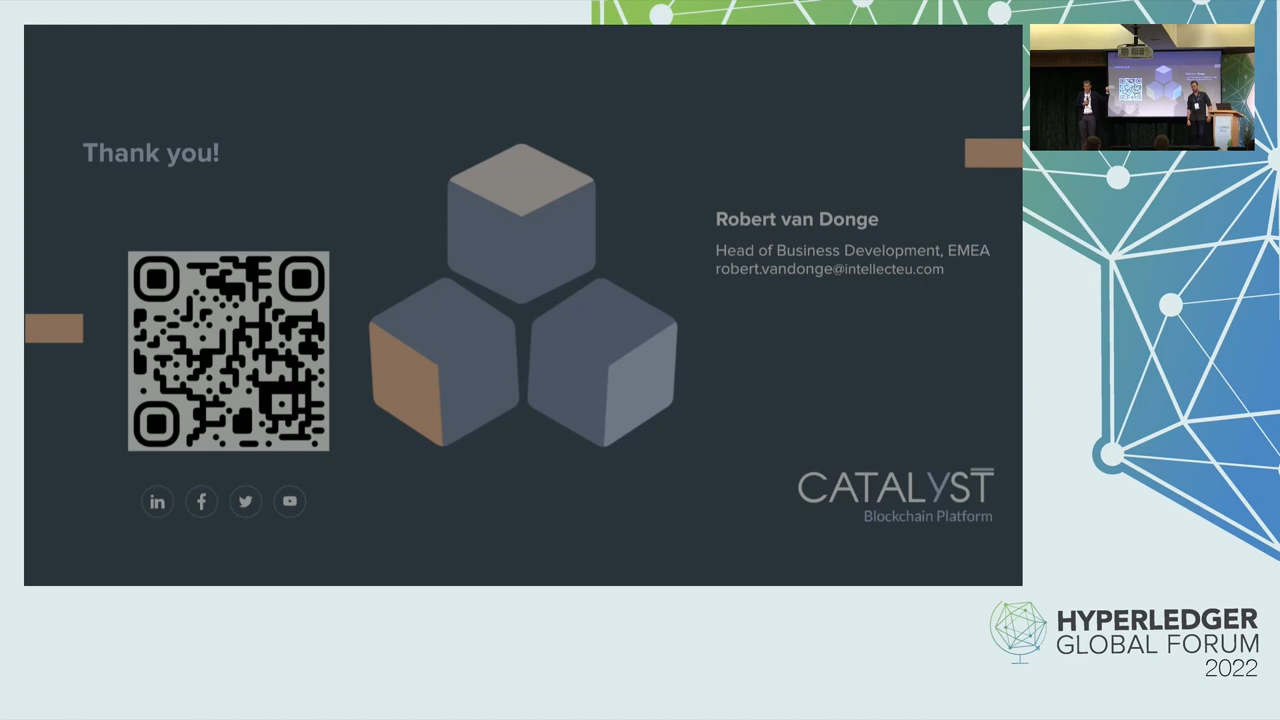 Thank you!
Robert van Donge
Head of Business Development, EMEA
robert.vandonge@intellecteu.com
in
f
CATALYST
Blockchain Platform
HYPERLEDGER
GLOBAL FORUM
2022